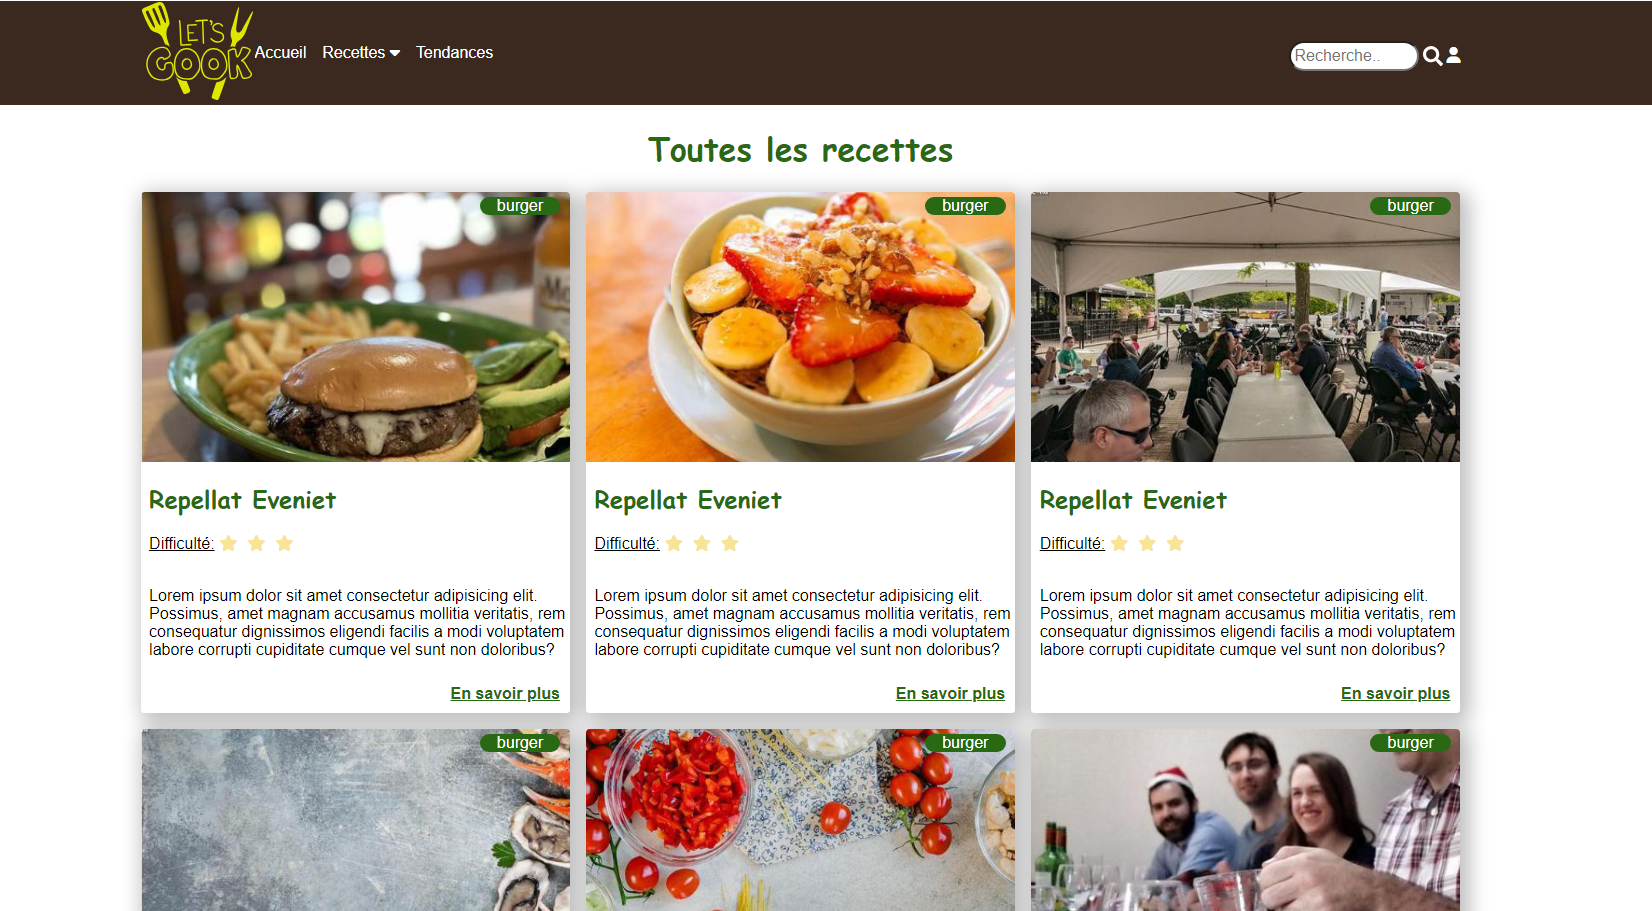 LET'S
COOK
Accueil Recettes Tendances
Recherche..
Toutes les recettes
burger
burger
burger
Repellat Eveniet
Difficulté:
Lorem ipsum dolor sit amet consectetur adipisicing elit.
Possimus, amet magnam accusamus mollitia veritatis, rem
consequatur dignissimos eligendi facilis a modi voluptatem
labore corrupti cupiditate cumque vel sunt non doloribus?
En savoir plus
Repellat Eveniet
Difficulté:
Lorem ipsum dolor sit amet consectetur adipisicing elit.
Possimus, amet magnam accusamus mollitia veritatis, rem
consequatur dignissimos eligendi facilis a modi voluptatem
labore corrupti cupiditate cumque vel sunt non doloribus?
En savoir plus
Repellat Eveniet
Difficulté:
Lorem ipsum dolor sit amet consectetur adipisicing elit.
Possimus, amet magnam accusamus mollitia veritatis, rem
consequatur dignissimos eligendi facilis a modi voluptatem
labore corrupti cupiditate cumque vel sunt non doloribus?
En savoir plus
burger
burger
burger